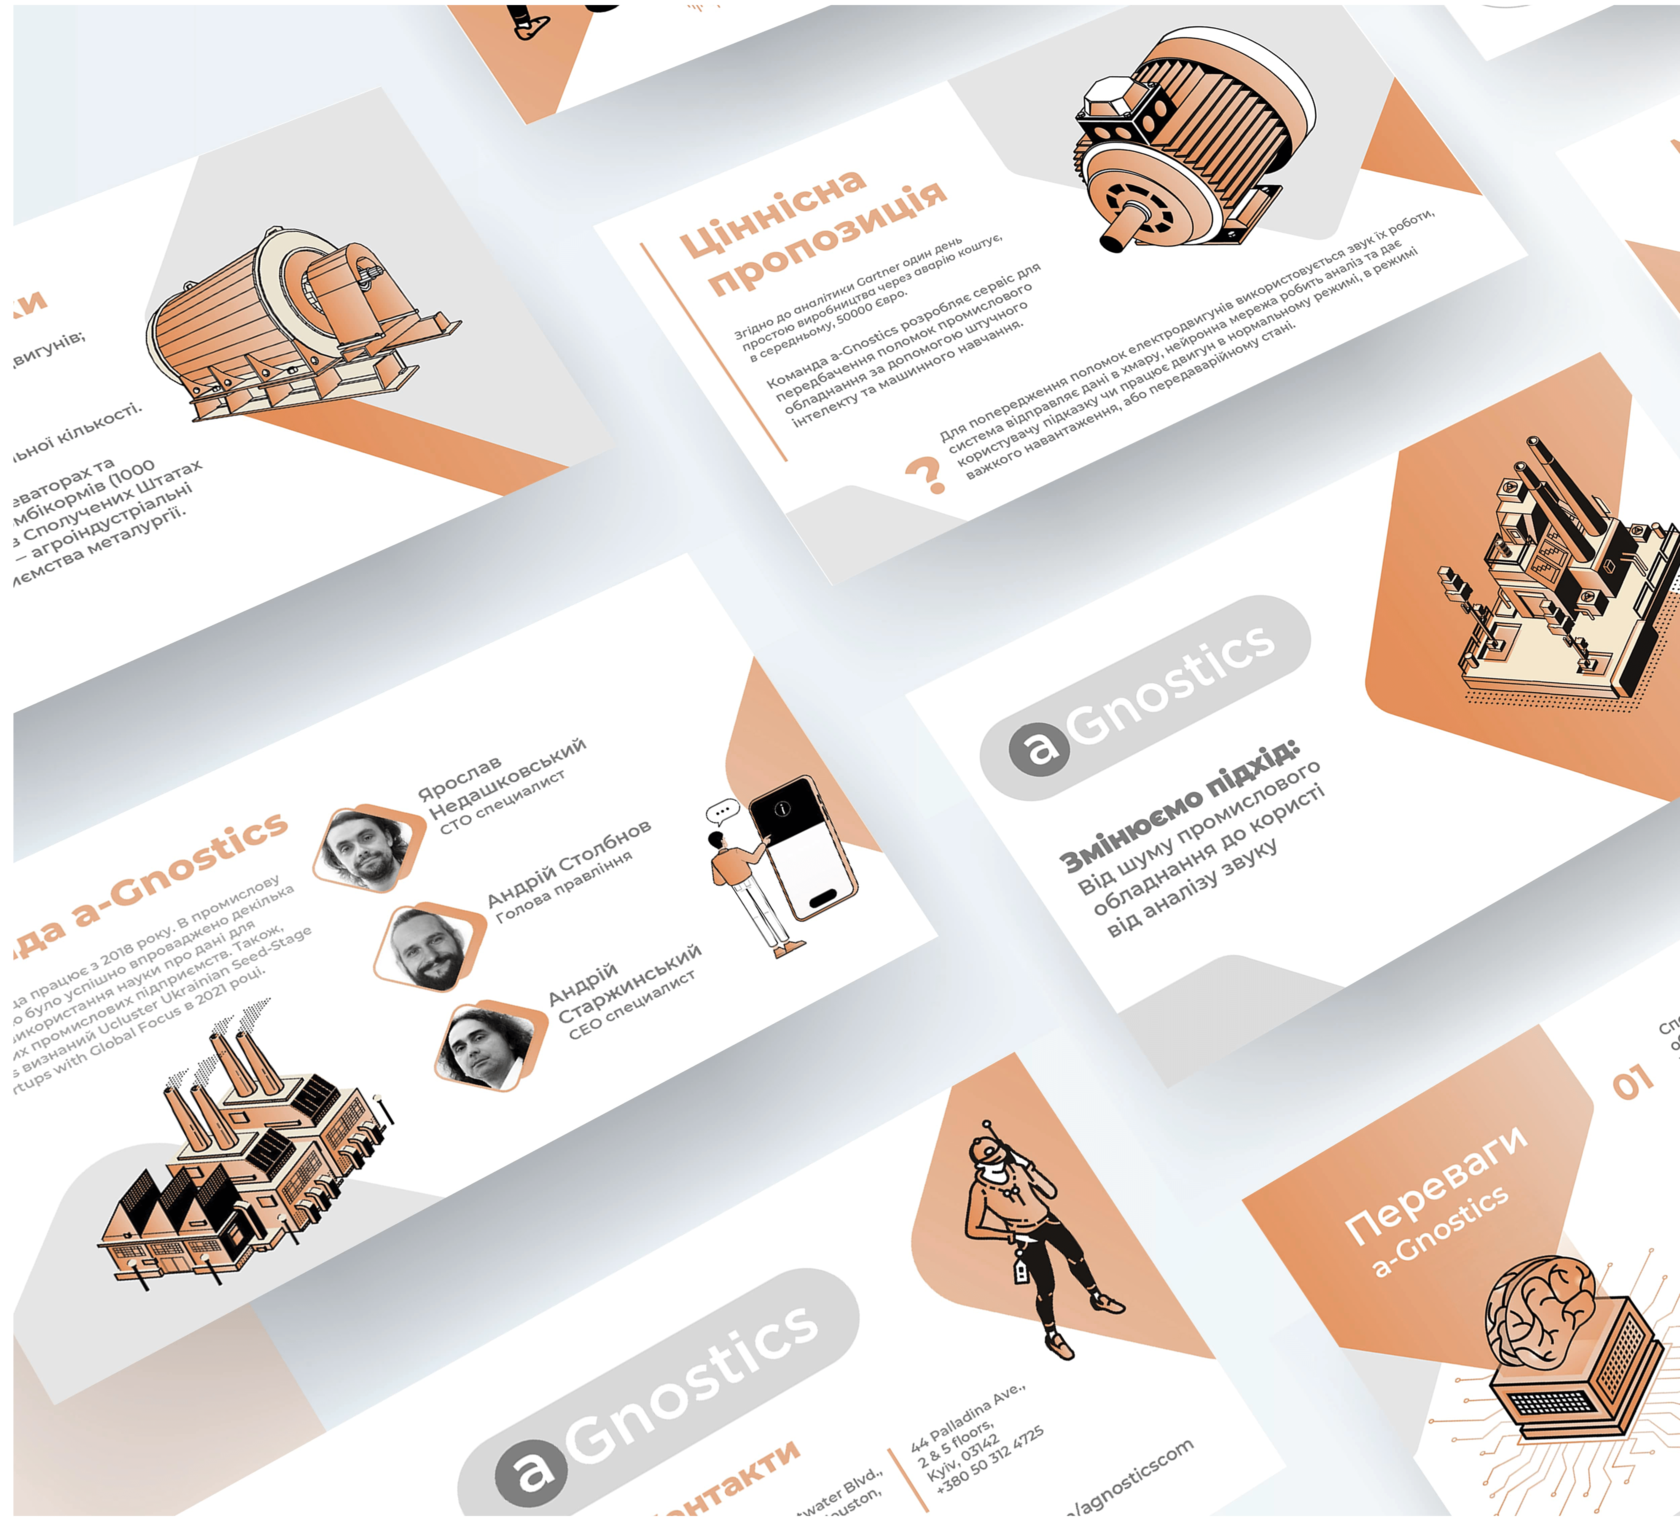 Ціннісна
пропозиція
Згідно до аналітики Gartner один день
простою виробництва через аварію коштує,
в середньому, 50000 Євро.
Команда a-Gnostics розробляє сервіс для
передбачення поломок промислового
обладнання за допомогою штучного
інтелекту та машинного навчання.
?
Для попередження поломок електродвигунів використовується звук їх роботи,
система відправляє дані в хмару, нейронна мережа робить аналіз та дає
користувачу підказку чи працює двигун в нормальному режимі, в режимі
важкого навантаження, або передаварійному стані.
ки
вигунів;
ьної кількості.
еваторах та
мбікормів (1000
в Сполучених Штатах
— агроіндустріальні
иємства металургії.
aGnostics
Змінюємо підхід:
Від шуму промислового
обладнання до користі
від аналізу звуку
да a-Gnostics
да працює з 2018 року. В промислову
о було успішно впроваджено декілька
використання науки про дані для
их промислових підприємств. Також,
s визнаний Ucluster Ukrainian Seed-Stage
rtups with Global Focus в 2021 році.
Ярослав
Недашковський
СТО специалист
Андрій Столбнов
Голова правління
Андрій
Старжинський
СЕО специалист
i
01
Переваги
a-Gnostics
aGnostics
онтакти
twater Blvd.,
ouston,
44 Palladina Ave.,
2 & 5 floors,
Kyiv, 03142
+380 50 312 4725
/agnosticscom